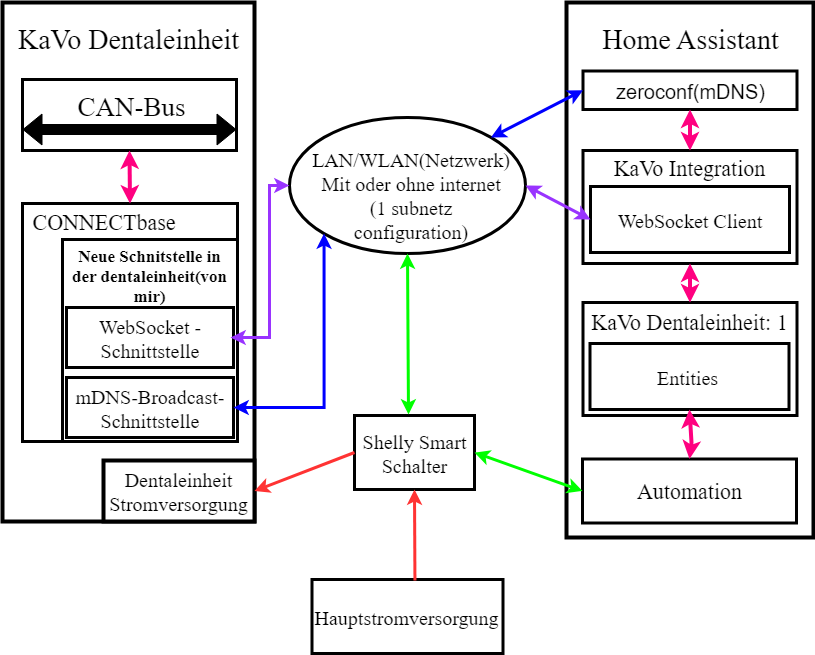 KaVo Dentaleinheit
CAN-Bus
CONNECTbase
Neue Schnitstelle in
der dentaleinheit(von
mir)
WebSocket -
Schnittstelle
mDNS-Broadcast-
Schnittstelle
Dentaleinheit
Stromversorgung
LAN/WLAN(Netzwerk)
Mit oder ohne internet
(1 subnetz
configuration)
Shelly Smart
Schalter
Hauptstromversorgung
Home Assistant
zeroconf(mDNS)
KaVo Integration
WebSocket Client
KaVo Dentaleinheit: 1
Entities
Automation